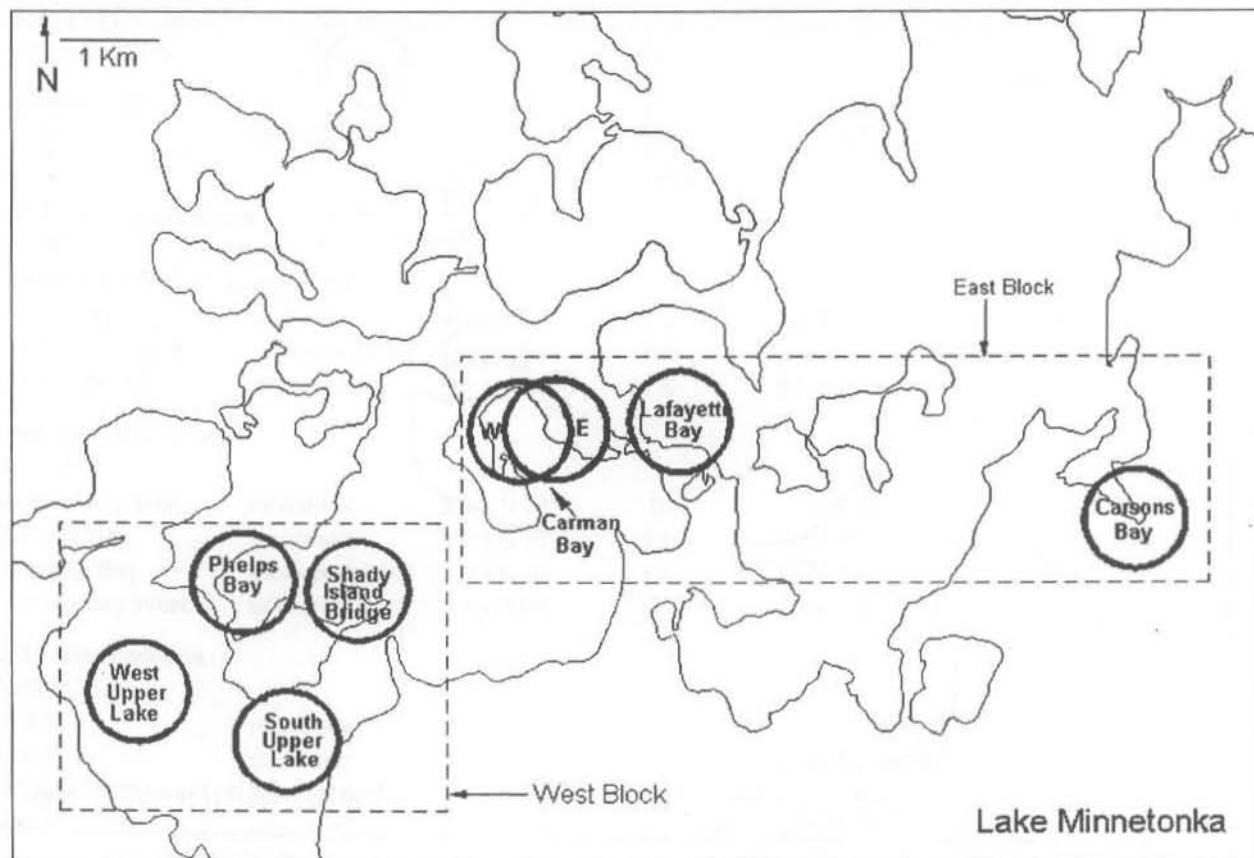 1 Km
N
East Block
W
E
Lafayette
Bay
Carman
Bay
Carsons
Bay
Phelps
Bay
Shady
Island
Bridge
West
Upper
Lake
South
Upper
Lake
West Block
Lake Minnetonka